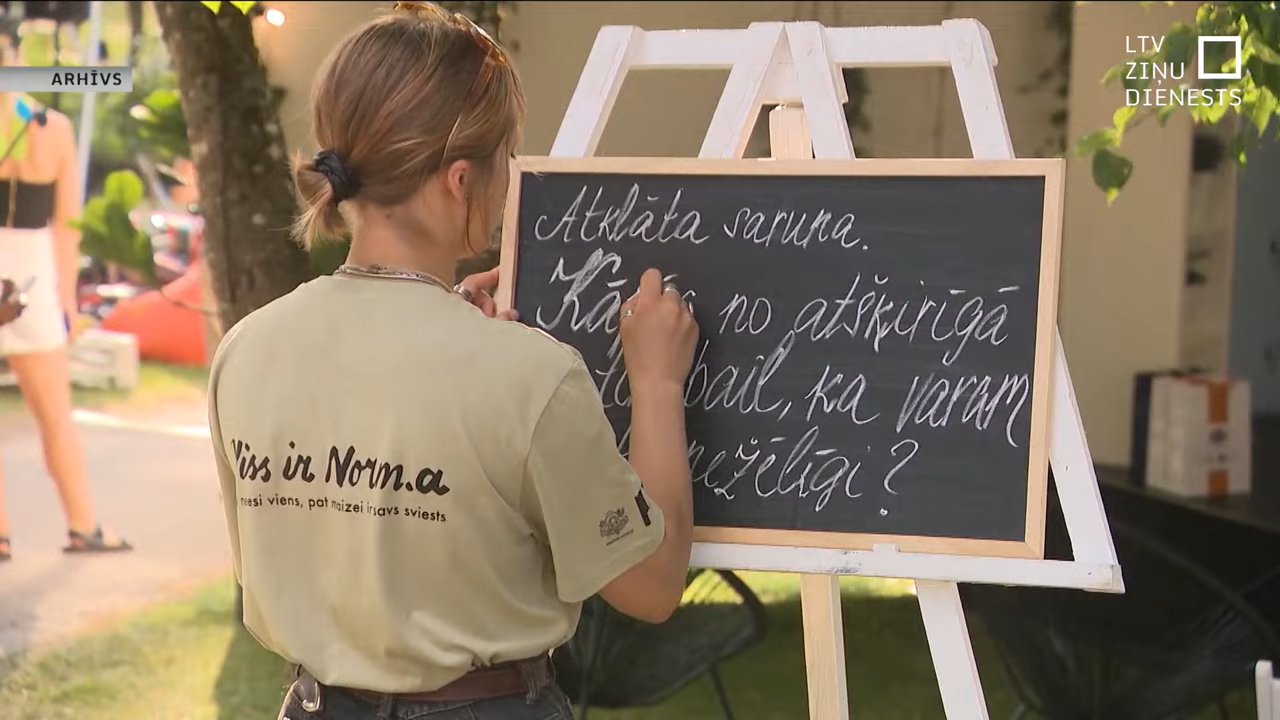 ARHĪVS
LTV
ZIŅU
DIENESTS
Atklāta saruna.
no atšķirīgā
bail, ka varam
nežēlīgi?
Viss ir Norm.a
neesi viens, pat maizei ir savs sviests